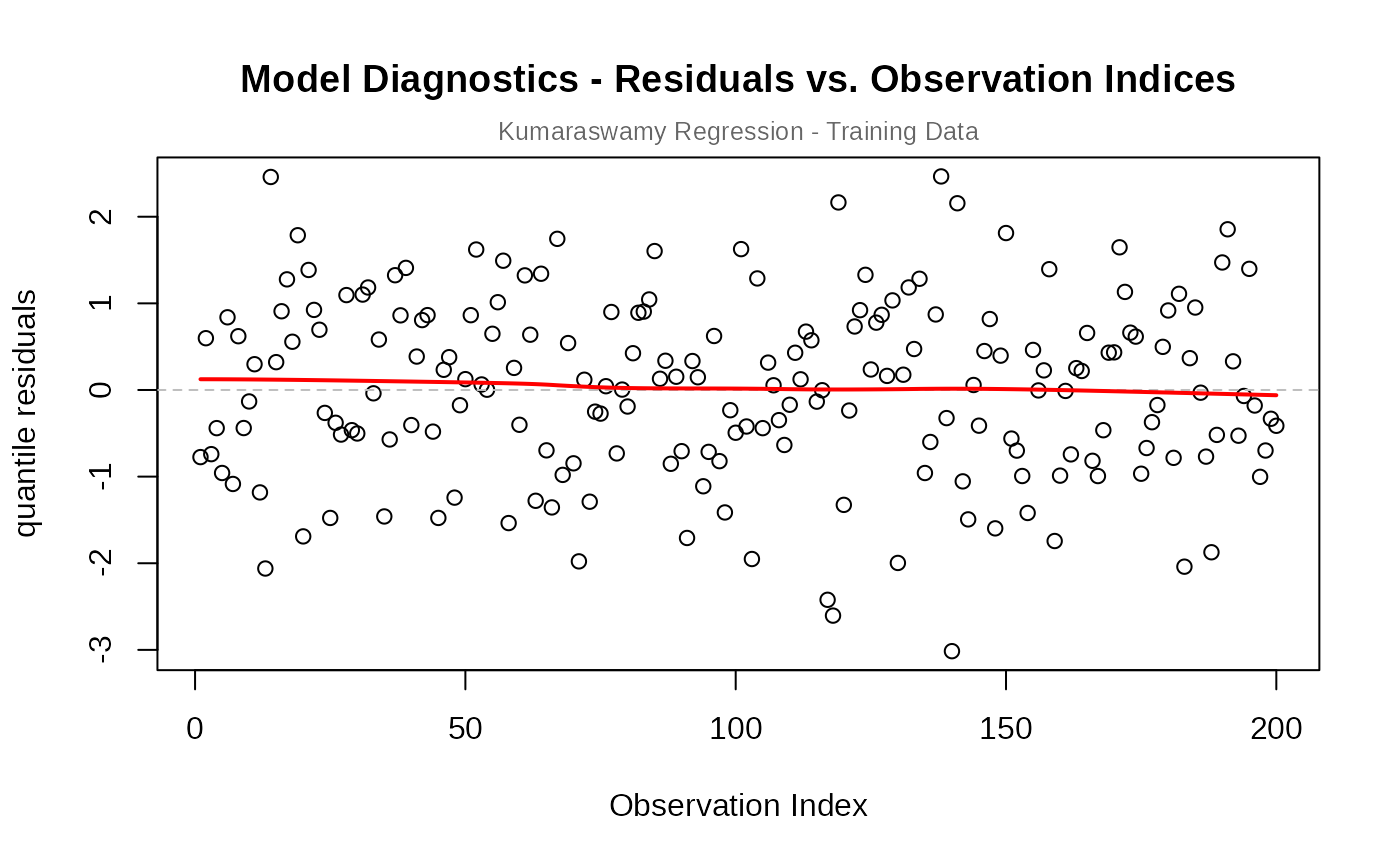 Model Diagnostics - Residuals vs. Observation Indices
Kumaraswamy Regression - Training Data
quantile residuals
2
1
0
-1
-2
-3
0 50 100 150 200
Observation Index